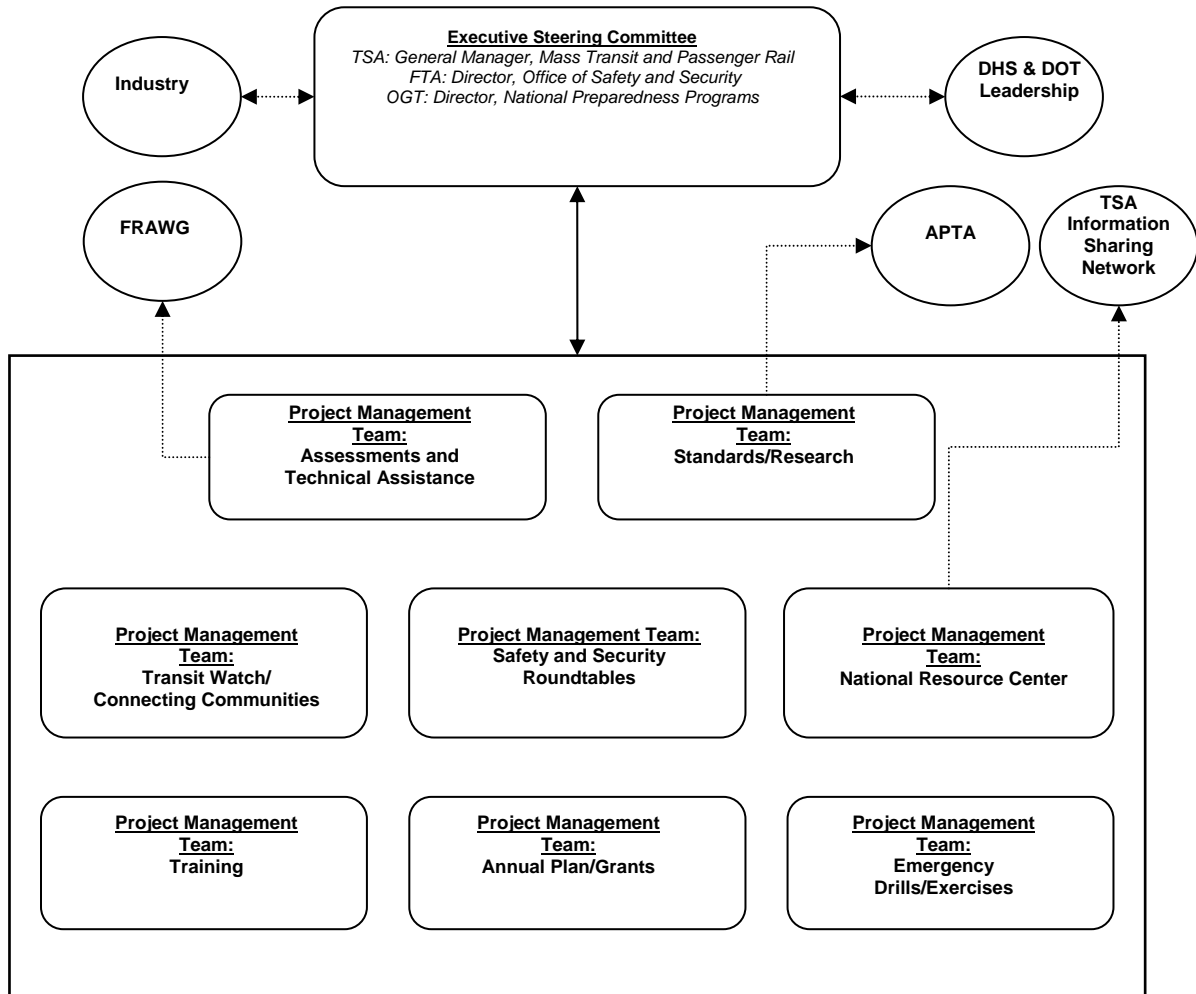 Executive Steering Committee
TSA: General Manager, Mass Transit and Passenger Rail
FTA: Director, Office of Safety and Security
OGT: Director, National Preparedness Programs
Industry
DHS & DOT
Leadership
FRAWG
APTA
TSA
Information
Sharing
Network
Project Management
Team:
Assessments and
Technical Assistance
Project Management
Team:
Standards/Research
Project Management
Team:
Transit Watch/
Connecting Communities
Project Management Team:
Safety and Security
Roundtables
Project Management
Team:
National Resource Center
Project Management
Team:
Training
Project Management
Team:
Annual Plan/Grants
Project Management
Team:
Emergency
Drills/Exercises